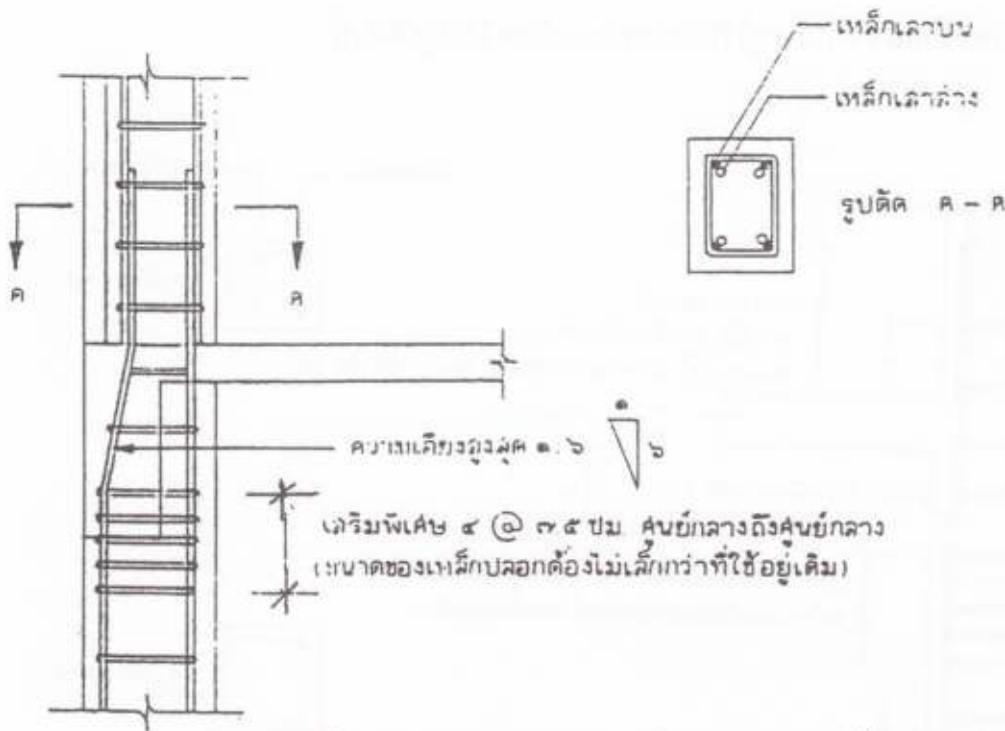 เหล็กเสาบน
เหล็กเสาล่าง
รูปตัด ค - ค
ค
ค
ความเอียงสูงสุด ๑:๖
๑
๖
เสริมพิเศษ ๔ @ ๗๕ มม. ศูนย์กลางถึงศูนย์กลาง
(ขนาดของเหล็กปลอกต้องไม่เล็กกว่าที่ใช้อยู่เดิม)